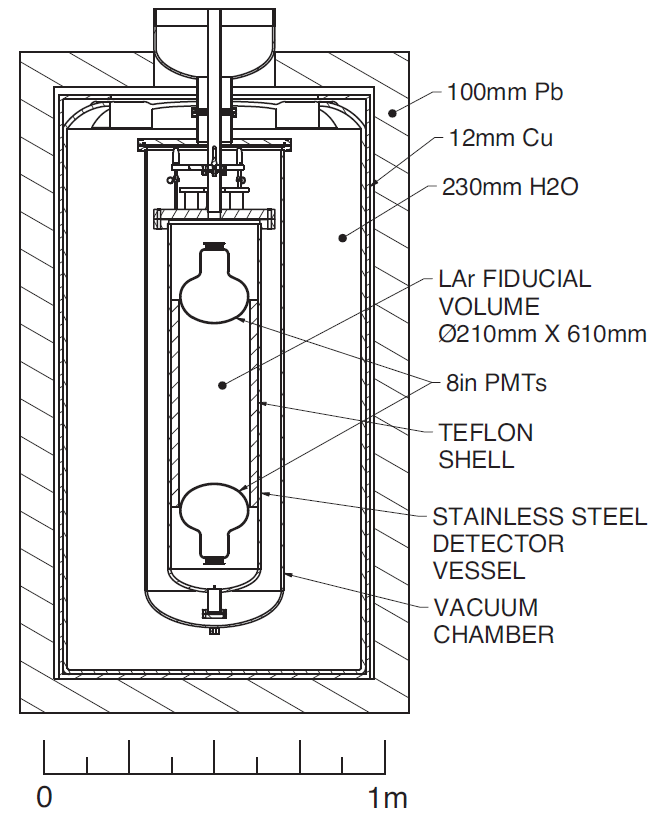 100mm Pb
12mm Cu
230mm H2O
LAr FIDUCIAL
VOLUME
Ø210mm X 610mm
8in PMTs
TEFLON
SHELL
STAINLESS STEEL
DETECTOR
VESSEL
VACUUM
CHAMBER
0
1m